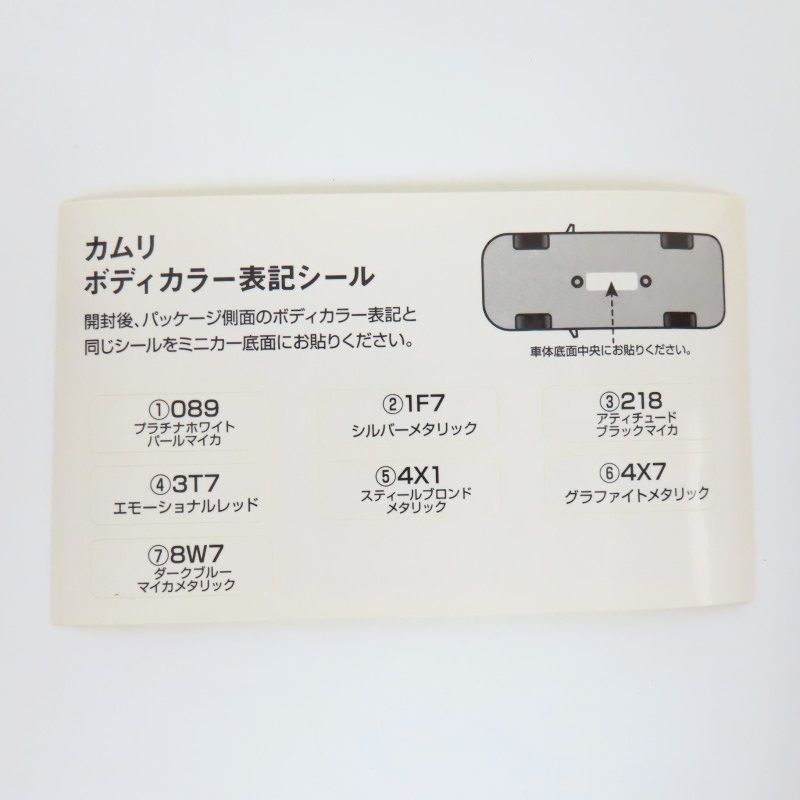 カムリ
ボディカラー表記シール
開封後、パッケージ側面のボディカラー表記と
同じシールをミニカー底面にお貼りください。
車体底面中央にお貼りください。
①089
プラチナホワイト
パールマイカ
②1F7
シルバーメタリック
③218
アティチュード
ブラックマイカ
④3T7
エモーショナルレッド
⑤4X1
スティールブロンド
メタリック
⑥4X7
グラファイトメタリック
⑦8W7
ダークブルー
マイカメタリック